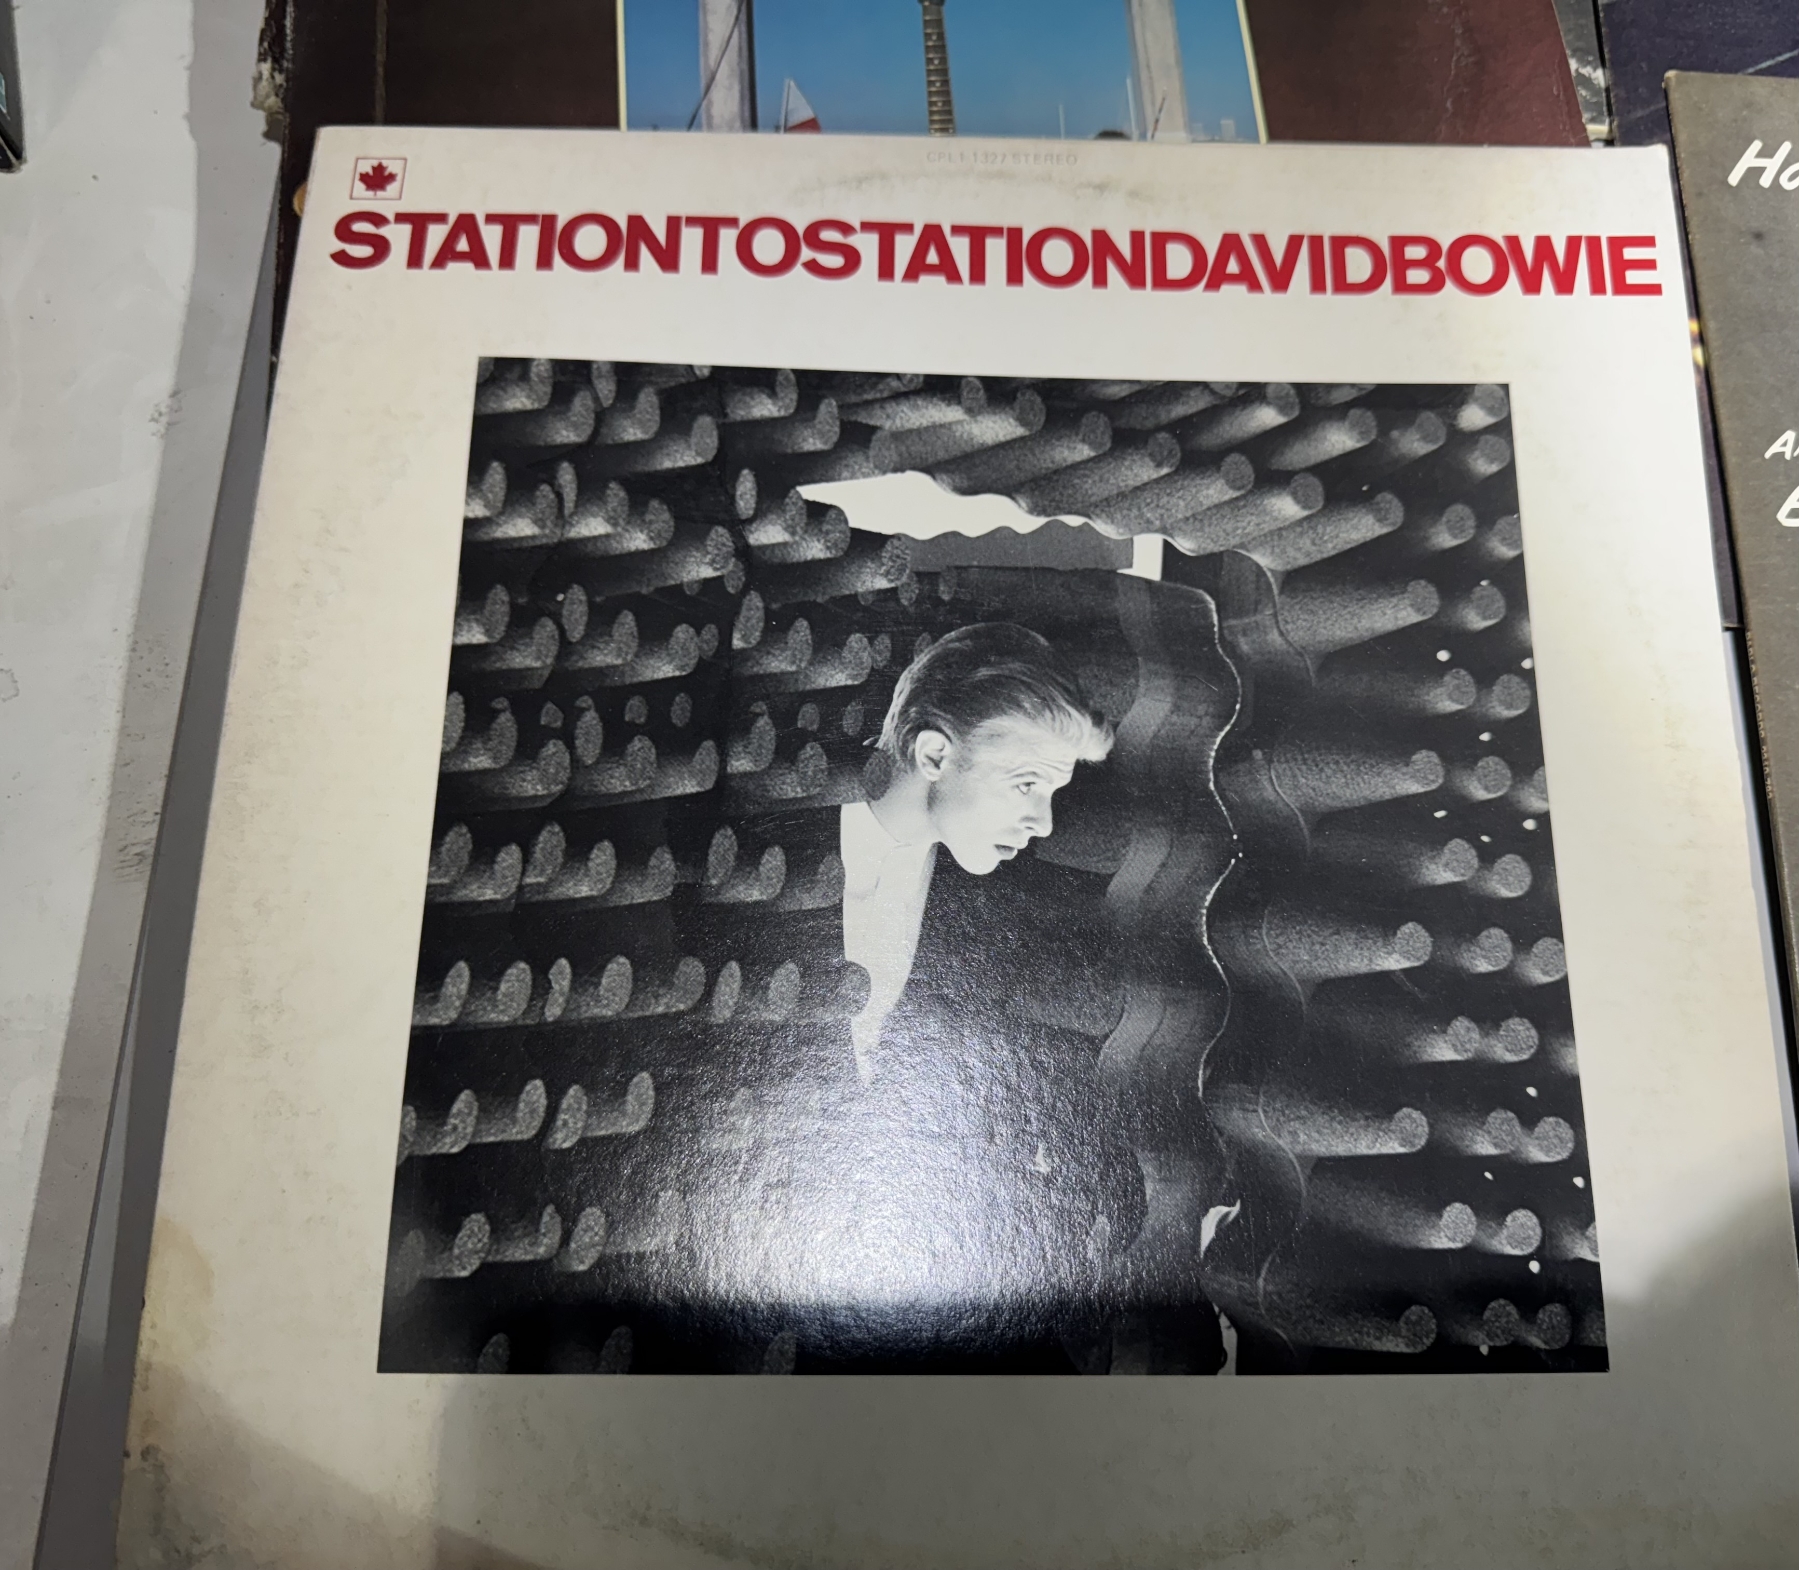 CPL1-1327 STEREO
STATIONTOSTATIONDAVIDBOWIE